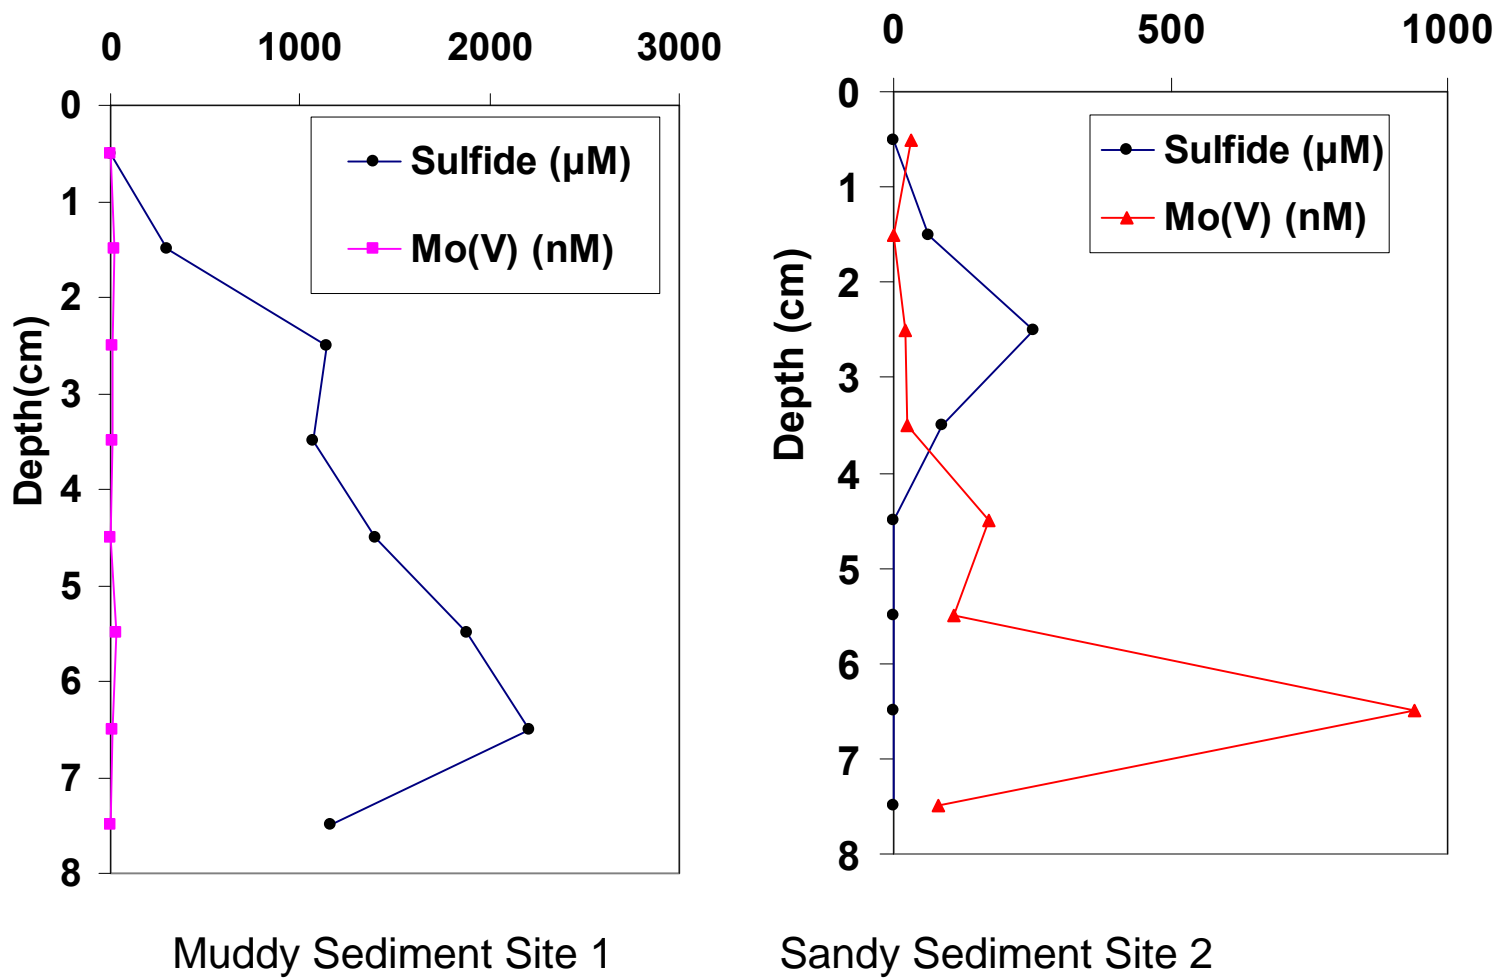 0 1000 2000 3000
0
1
2
3
4
5
6
7
8
Depth(cm)
Sulfide (µM)
Mo(V) (nM)
Muddy Sediment Site 1
0 500 1000
0
1
2
3
4
5
6
7
8
Depth (cm)
Sulfide (µM)
Mo(V) (nM)
Sandy Sediment Site 2